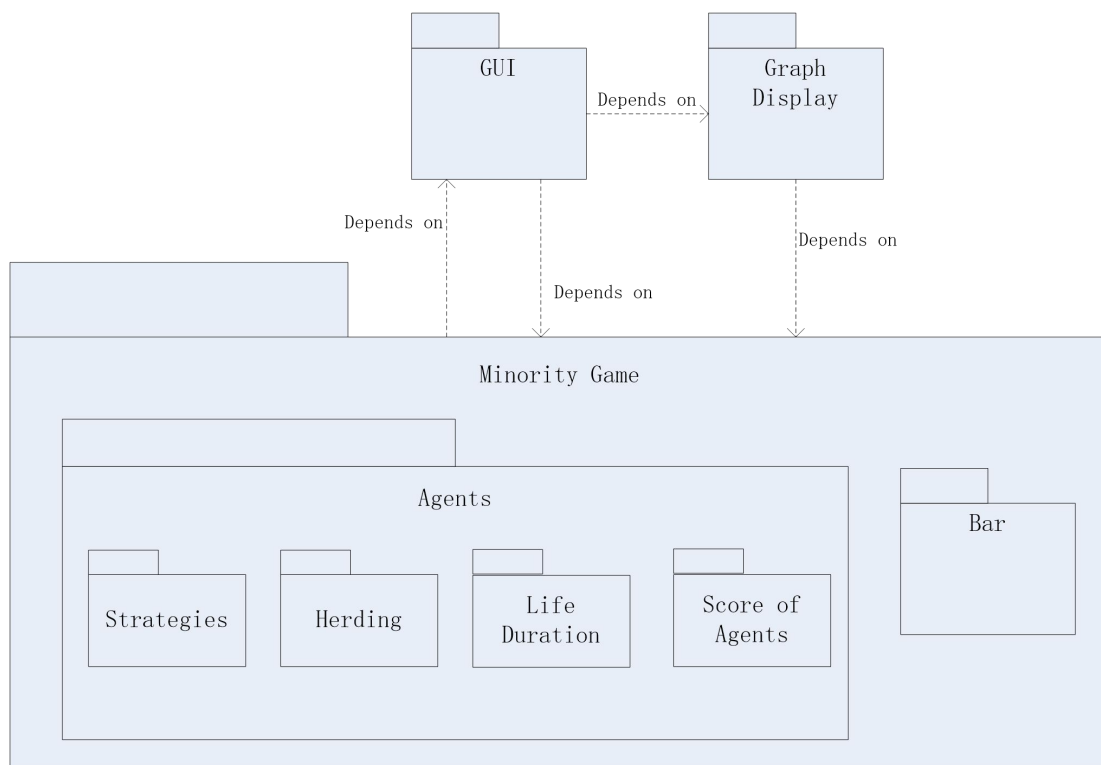 GUI
Graph
Display
Depends on
Depends on
Depends on
Depends on
Minority Game
Agents
Bar
Strategies
Herding
Life
Duration
Score of
Agents